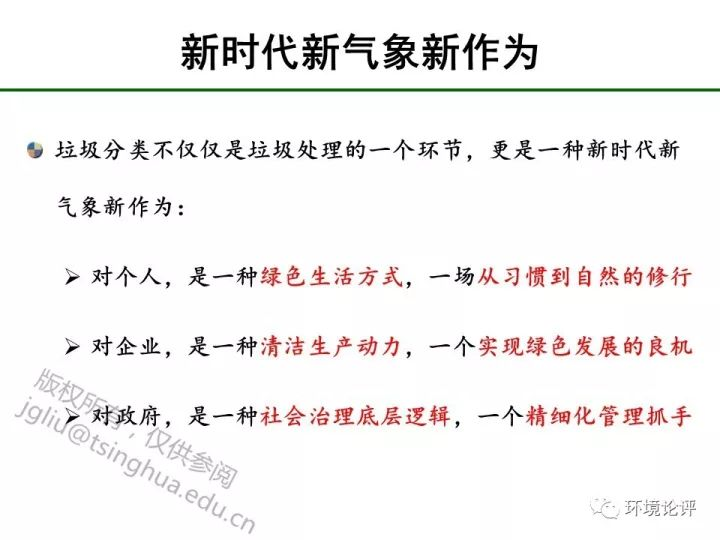 新时代新气象新作为
垃圾分类不仅仅是垃圾处理的一个环节，更是一种新时代新
气象新作为：
对个人，是一种绿色生活方式，一场从习惯到自然的修行
对企业，是一种清洁生产动力，一个实现绿色发展的良机
对政府，是一种社会治理底层逻辑，一个精细化管理抓手
版权所有，仅供参阅
jgliu@tsinghua.edu.cn
环境论评